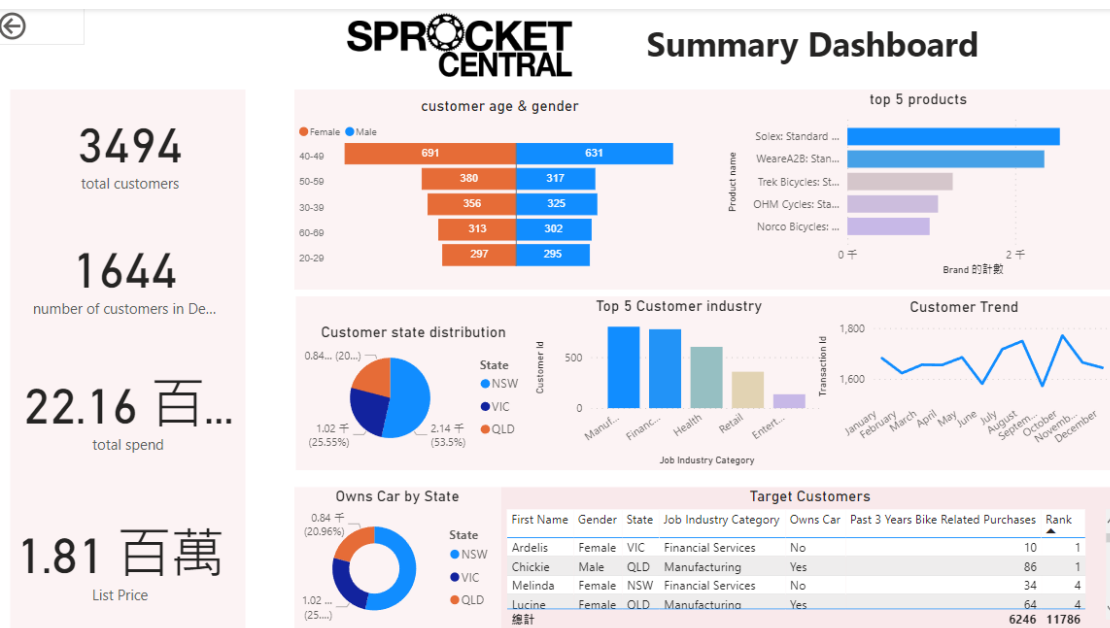 SPROCKET
CENTRAL
Summary Dashboard
3494
total customers
1644
number of customers in De...
22.16 百...
total spend
1.81 百萬
List Price
customer age & gender
Female Male
40-49 691 631
50-59 380 317
30-39 356 325
60-69 313 302
20-29 297 295
top 5 products
Product name
Solex: Standard ...
WeareA2B: Stan...
Trek Bicycles: St...
OHM Cycles: Sta...
Norco Bicycles: ...
0 千 2 千
Brand 的計數
Customer state distribution
0.84... (20...)
1.02 千
(25.55%)
2.14 千
(53.5%)
State
NSW
VIC
QLD
Top 5 Customer industry
Customer Id
500
0
Manuf... Financ... Health Retail Entert...
Job Industry Category
Customer Trend
Transaction Id
1,800
1,600
January February March April May June July August Septem... October Novemb... December
Owns Car by State
0.84 千
(20.96%)
1.02 ...
(25....)
State
NSW
VIC
QLD
Target Customers
First Name Gender State Job Industry Category Owns Car Past 3 Years Bike Related Purchases Rank
Ardelis Female VIC Financial Services No 10 1
Chickie Male QLD Manufacturing Yes 86 1
Melinda Female NSW Financial Services No 34 4
Lucine Female QLD Manufacturing Yes 64 4
總計 6246 11786